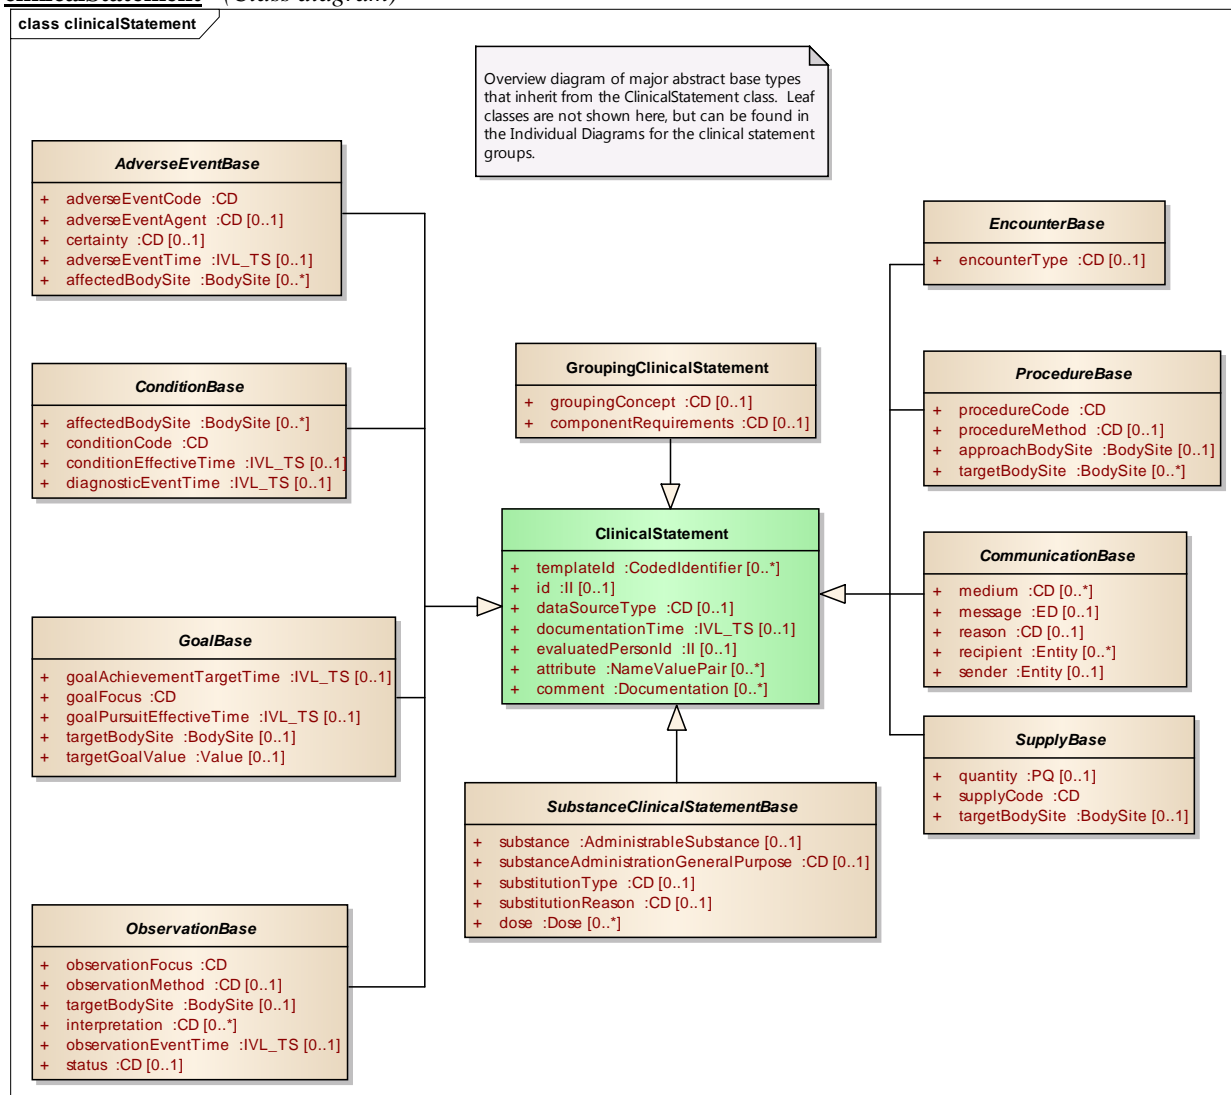 clinicalStatement (Class diagram)
class clinicalStatement
Overview diagram of major abstract base types
that inherit from the ClinicalStatement class. Leaf
classes are not shown here, but can be found in
the Individual Diagrams for the clinical statement
groups.
AdverseEventBase
+ adverseEventCode :CD
+ adverseEventAgent :CD [0..1]
+ certainty :CD [0..1]
+ adverseEventTime :IVL_TS [0..1]
+ affectedBodySite :BodySite [0..*]
EncounterBase
+ encounterType :CD [0..1]
GroupingClinicalStatement
+ groupingConcept :CD [0..1]
+ componentRequirements :CD [0..1]
ConditionBase
+ affectedBodySite :BodySite [0..*]
+ conditionCode :CD
+ conditionEffectiveTime :IVL_TS [0..1]
+ diagnosticEventTime :IVL_TS [0..1]
ProcedureBase
+ procedureCode :CD
+ procedureMethod :CD [0..1]
+ approachBodySite :BodySite [0..1]
+ targetBodySite :BodySite [0..*]
ClinicalStatement
+ templateId :CodedIdentifier [0..*]
+ id :II [0..1]
+ dataSourceType :CD [0..1]
+ documentationTime :IVL_TS [0..1]
+ evaluatedPersonId :II [0..1]
+ attribute :NameValuePair [0..*]
+ comment :Documentation [0..*]
CommunicationBase
+ medium :CD [0..*]
+ message :ED [0..1]
+ reason :CD [0..1]
+ recipient :Entity [0..*]
+ sender :Entity [0..1]
GoalBase
+ goalAchievementTargetTime :IVL_TS [0..1]
+ goalFocus :CD
+ goalPursuitEffectiveTime :IVL_TS [0..1]
+ targetBodySite :BodySite [0..1]
+ targetGoalValue :Value [0..1]
SupplyBase
+ quantity :PQ [0..1]
+ supplyCode :CD
+ targetBodySite :BodySite [0..1]
SubstanceClinicalStatementBase
+ substance :AdministrableSubstance [0..1]
+ substanceAdministrationGeneralPurpose :CD [0..1]
+ substitutionType :CD [0..1]
+ substitutionReason :CD [0..1]
+ dose :Dose [0..*]
ObservationBase
+ observationFocus :CD
+ observationMethod :CD [0..1]
+ targetBodySite :BodySite [0..1]
+ interpretation :CD [0..*]
+ observationEventTime :IVL_TS [0..1]
+ status :CD [0..1]